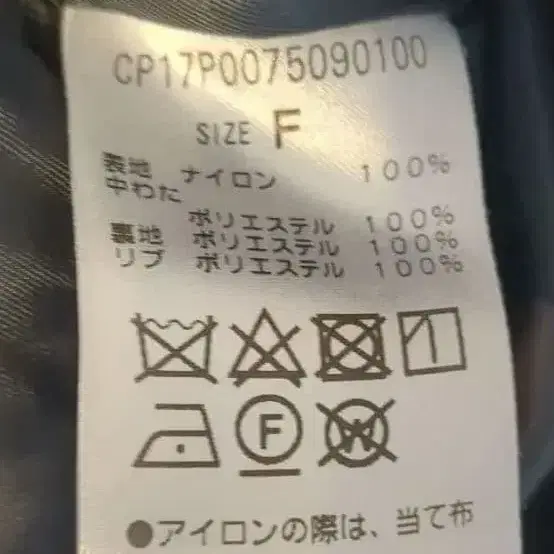 CP17P0075090100
SIZE F
表地 ナイロン 100%
中わた
ポリエステル 100%
裏地 ポリエステル 100%
リブ ポリエステル 100%
F
W
●アイロンの際は、当て布